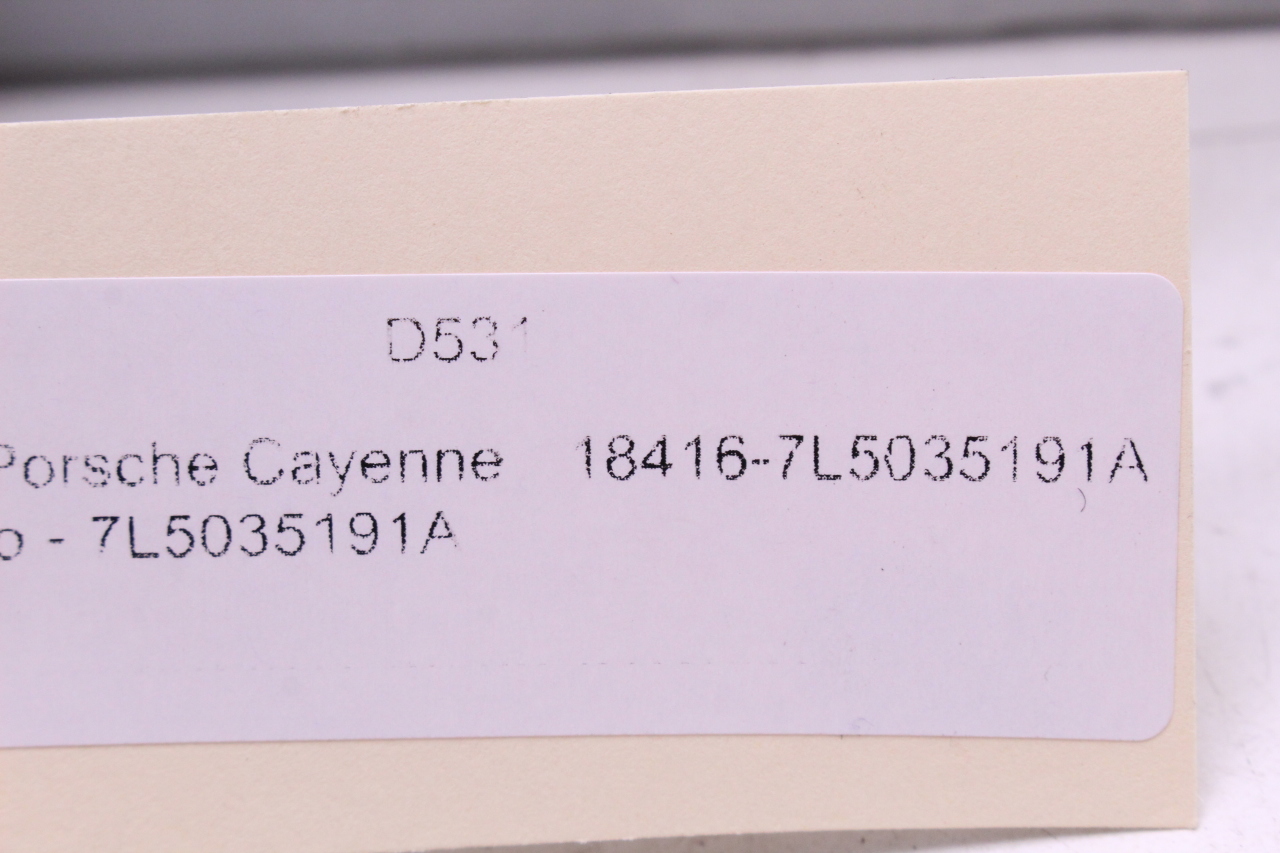 D531
Porsche Cayenne 18416-7L5035191A
o - 7L5035191A